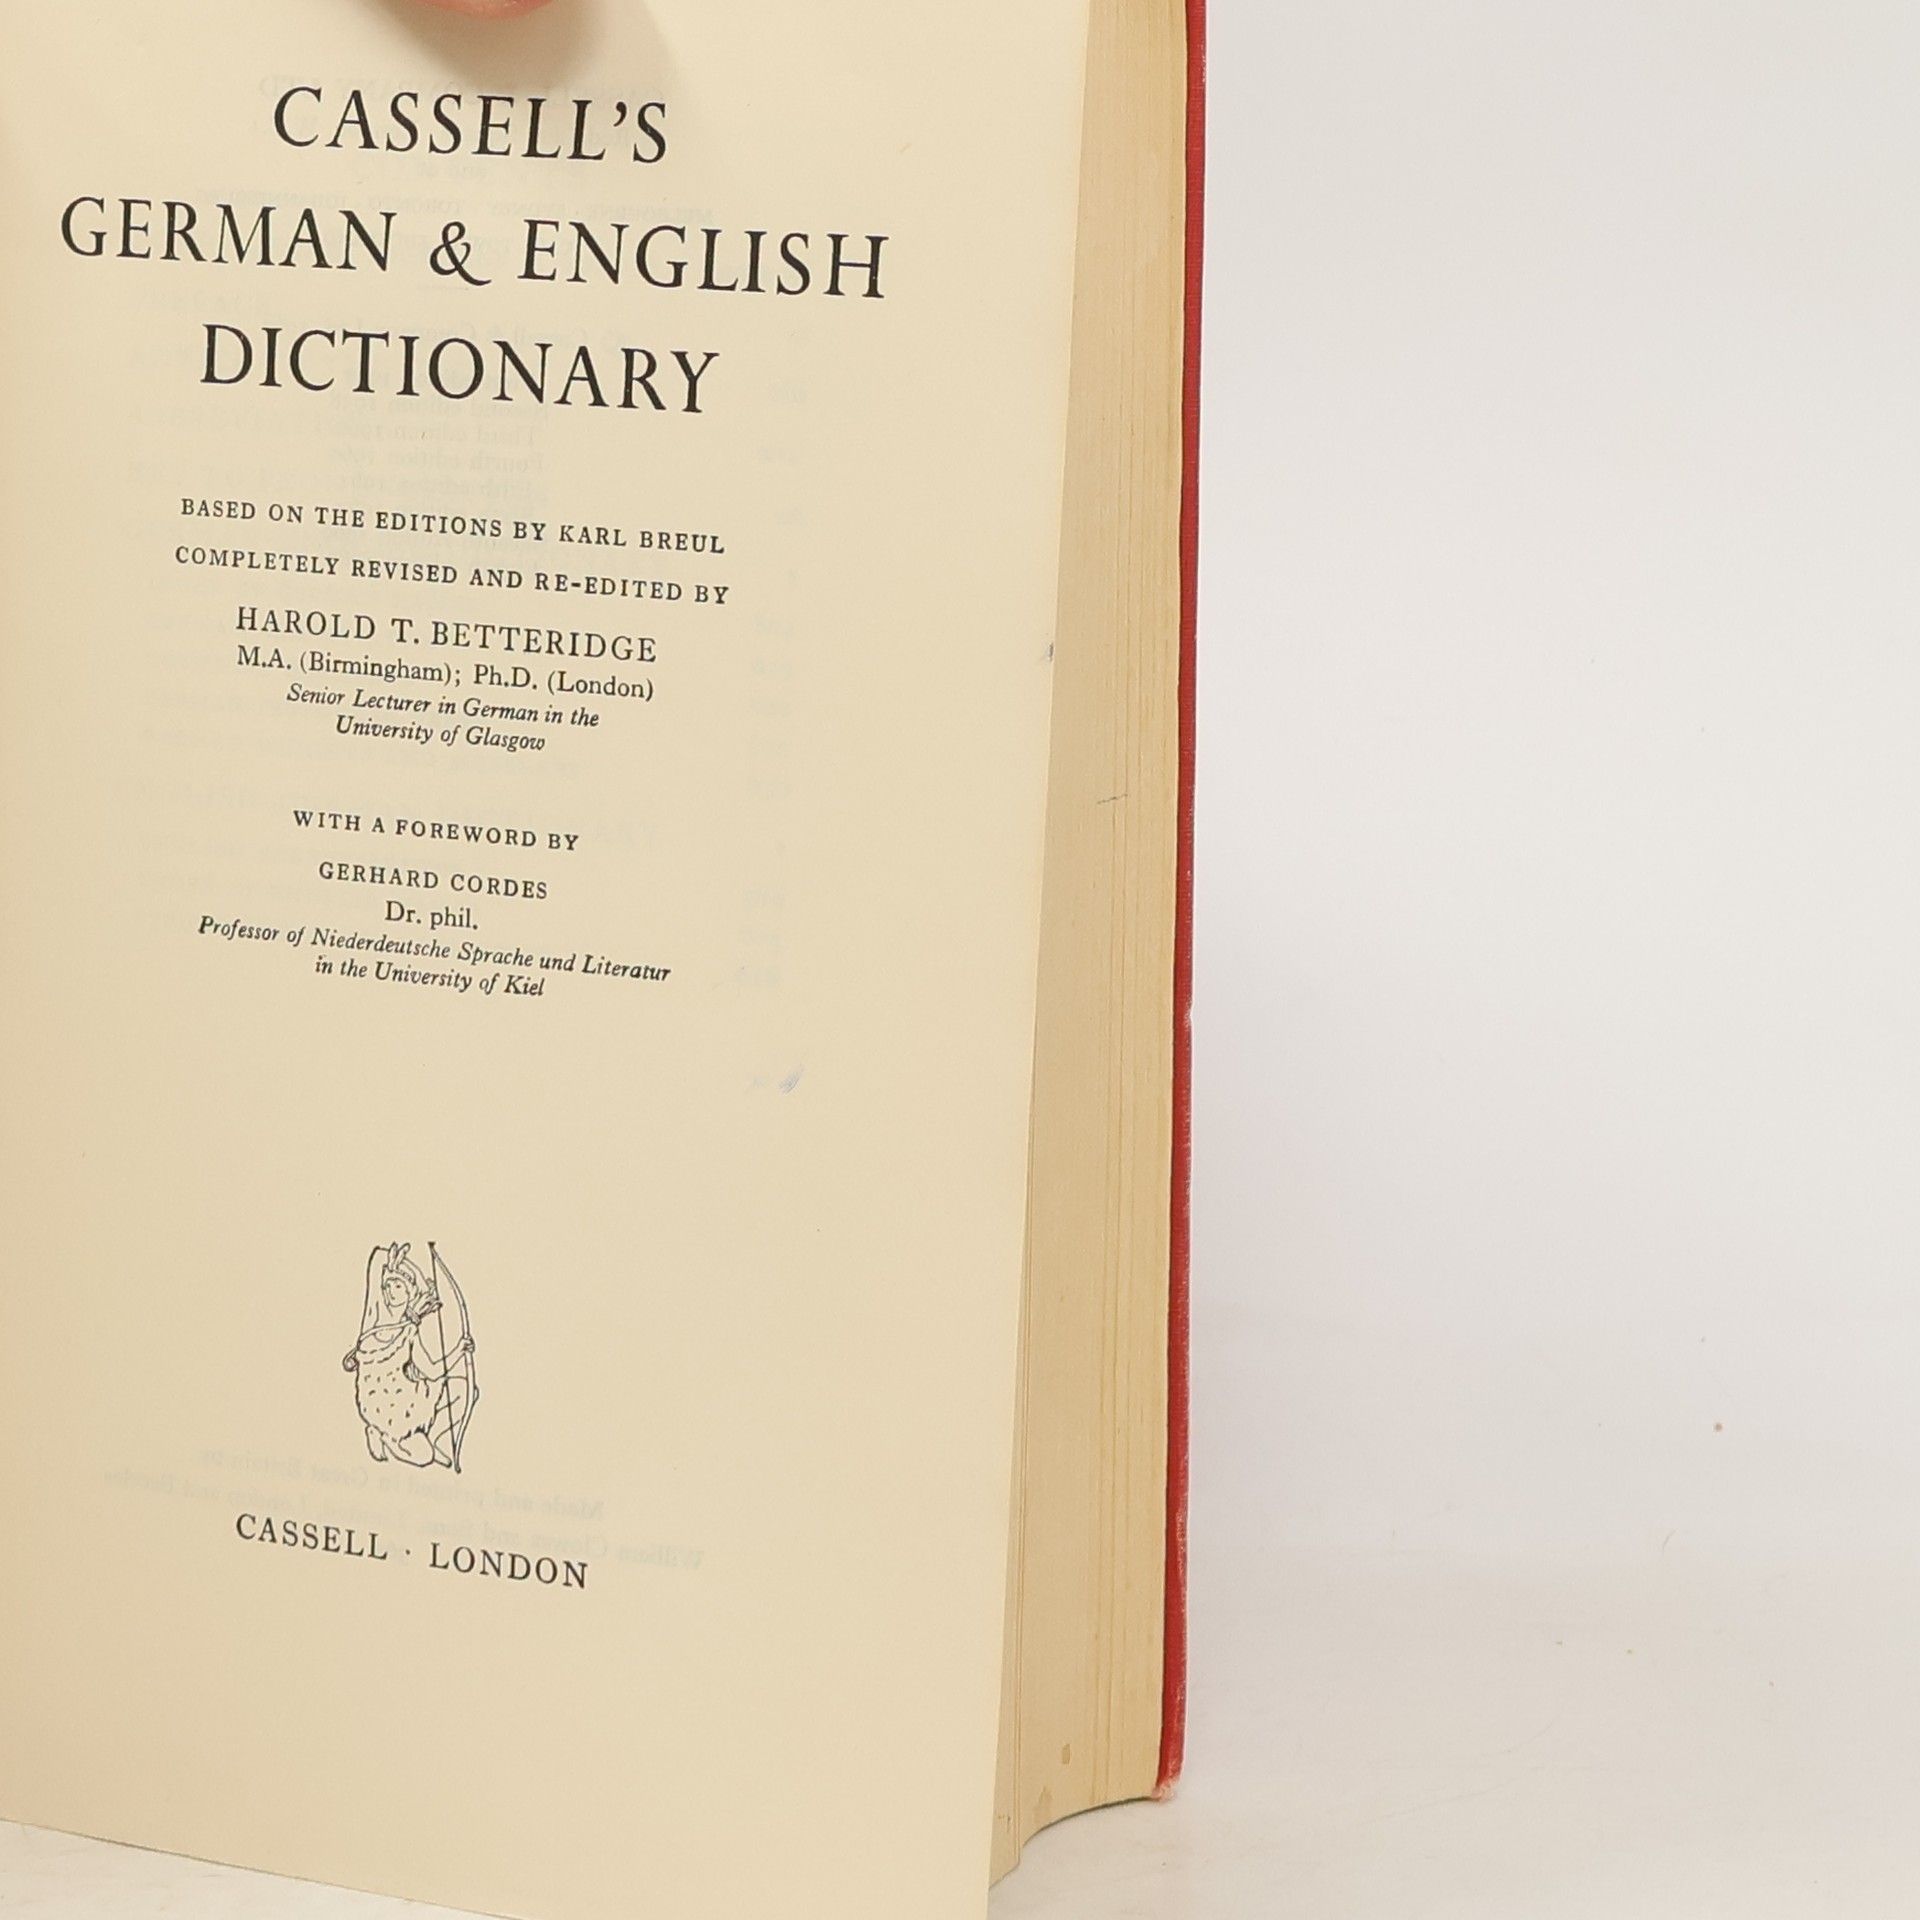 CASSELL'S
GERMAN & ENGLISH
DICTIONARY
BASED ON THE EDITIONS BY KARL BREUL
COMPLETELY REVISED AND RE-EDITED BY
HAROLD T. BETTERIDGE
M.A. (Birmingham); Ph.D. (London)
Senior Lecturer in German in the
University of Glasgow
WITH A FOREWORD BY
GERHARD CORDES
Dr. phil.
Professor of Niederdeutsche Sprache und Literatur
in the University of Kiel
CASSELL · LONDON